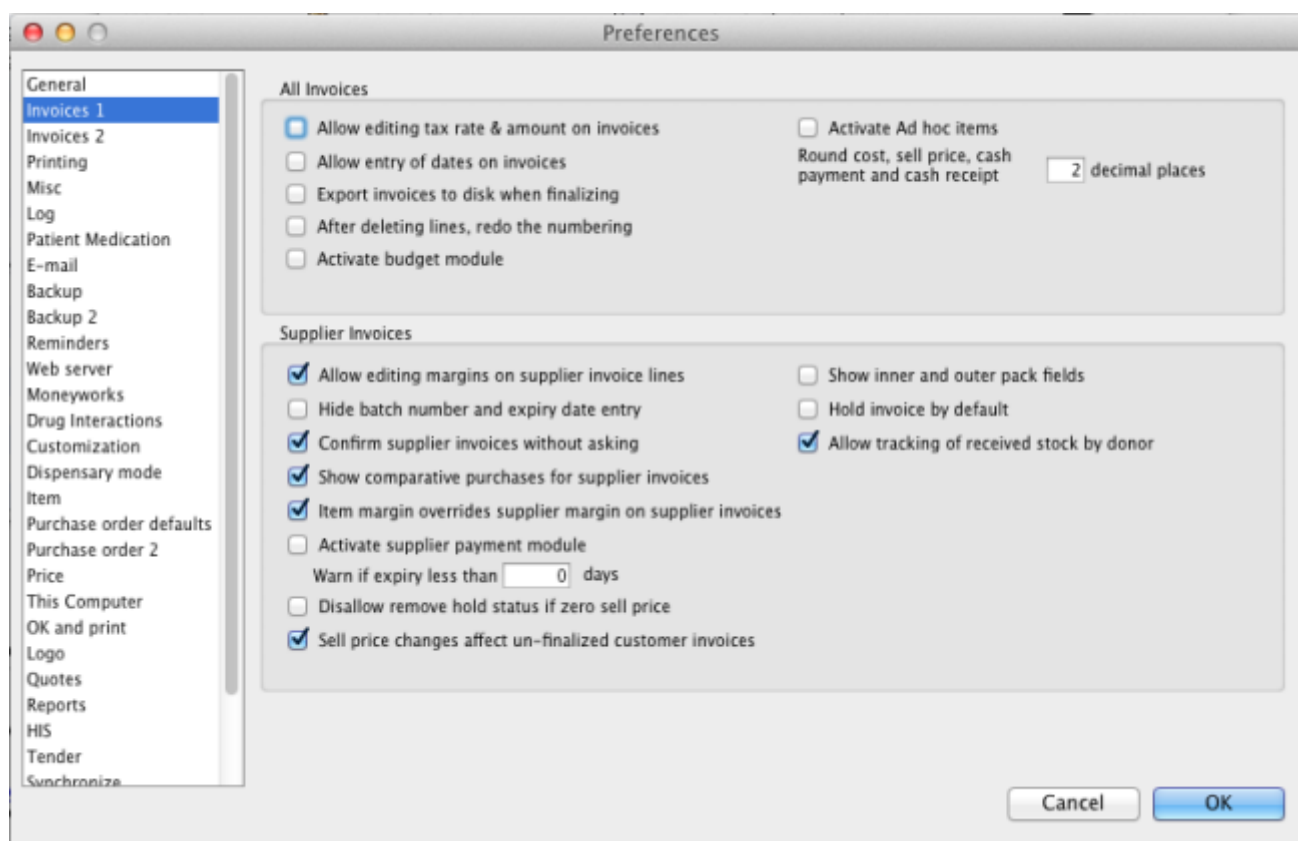 Preferences
General
Invoices 1
Invoices 2
Printing
Misc
Log
Patient Medication
E-mail
Backup
Backup 2
Reminders
Web server
Moneyworks
Drug Interactions
Customization
Dispensary mode
Item
Purchase order defaults
Purchase order 2
Price
This Computer
OK and print
Logo
Quotes
Reports
HIS
Tender
Synchronize
All Invoices
Allow editing tax rate & amount on invoices
Allow entry of dates on invoices
Export invoices to disk when finalizing
After deleting lines, redo the numbering
Activate budget module
Activate Ad hoc items
Round cost, sell price, cash
payment and cash receipt 2 decimal places
Supplier Invoices
Allow editing margins on supplier invoice lines
Hide batch number and expiry date entry
Confirm supplier invoices without asking
Show comparative purchases for supplier invoices
Item margin overrides supplier margin on supplier invoices
Activate supplier payment module
Warn if expiry less than 0 days
Disallow remove hold status if zero sell price
Sell price changes affect un-finalized customer invoices
Show inner and outer pack fields
Hold invoice by default
Allow tracking of received stock by donor
Cancel
OK